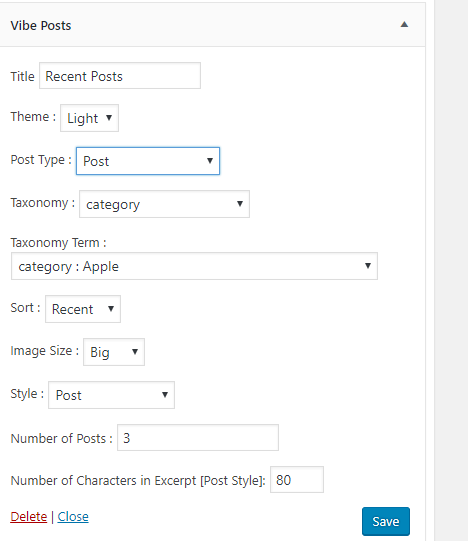 Vibe Posts
Title Recent Posts
Theme : Light
Post Type : Post
Taxonomy : category
Taxonomy Term :
category : Apple
Sort : Recent
Image Size : Big
Style : Post
Number of Posts : 3
Number of Characters in Excerpt [Post Style]: 80
Delete | Close Save